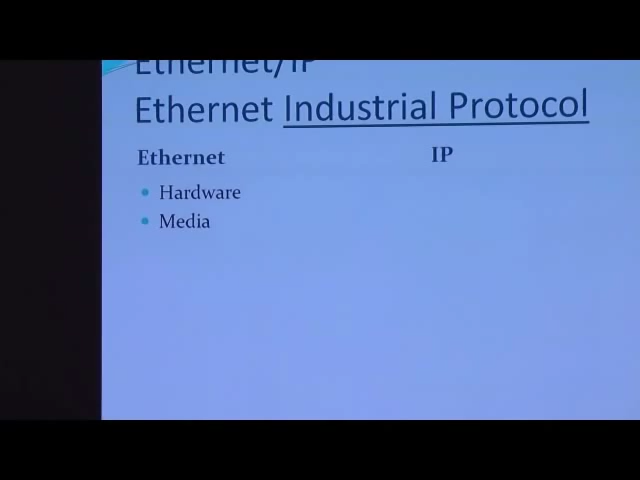 Ethernet/IP
Ethernet Industrial Protocol
Ethernet
IP
Hardware
Media